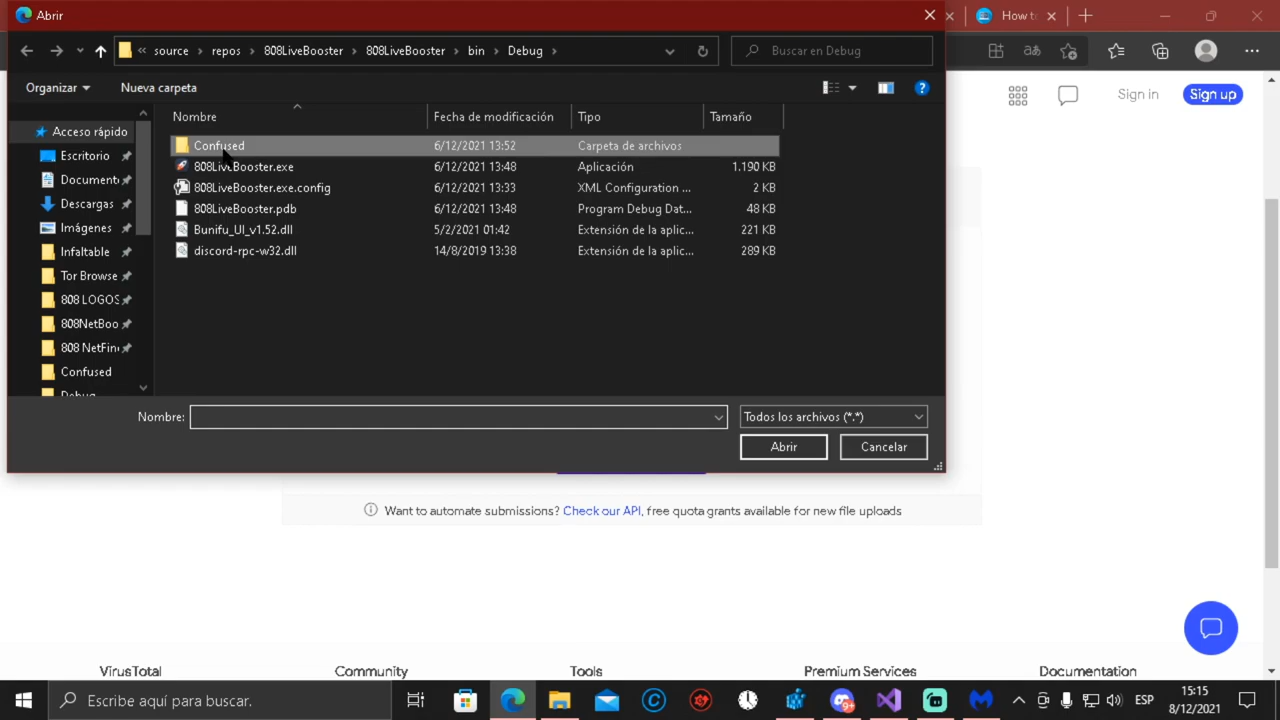 Abrir
How t
« source › repos › 808LiveBooster › 808LiveBooster › bin › Debug ›
Buscar en Debug
Organizar
Nueva carpeta
Sign in
Sign up
Nombre
Fecha de modificación
Tipo
Tamaño
Acceso rápido
Escritorio
Document
Descargas
Imágenes
Infaltable
Tor Browse
808 LOGOS
808NetBoo
808 NetFin
Confused
Debug
Confused 6/12/2021 13:52 Carpeta de archivos
808LiveBooster.exe 6/12/2021 13:48 Aplicación 1.190 KB
808LiveBooster.exe.config 6/12/2021 13:33 XML Configuration ... 2 KB
808LiveBooster.pdb 6/12/2021 13:48 Program Debug Dat... 48 KB
Bunifu_UI_v1.52.dll 5/2/2021 01:42 Extensión de la aplic... 221 KB
discord-rpc-w32.dll 14/8/2019 13:38 Extensión de la aplic... 289 KB
Nombre:
Todos los archivos (*.*)
Abrir
Cancelar
Want to automate submissions? Check our API, free quota grants available for new file uploads
VirusTotal
Community
Tools
Premium Services
Documentation
Escribe aquí para buscar.
9+
ESP
15:15
8/12/2021